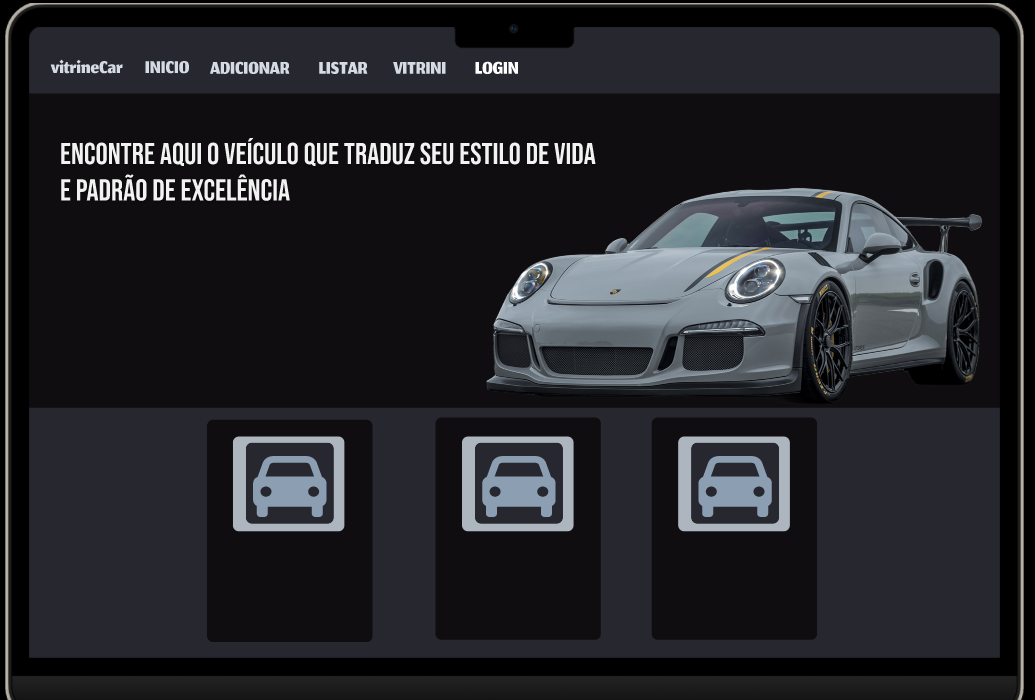 vitrineCar INICIO ADICIONAR LISTAR VITRINI LOGIN
ENCONTRE AQUI O VEÍCULO QUE TRADUZ SEU ESTILO DE VIDA
E PADRÃO DE EXCELÊNCIA